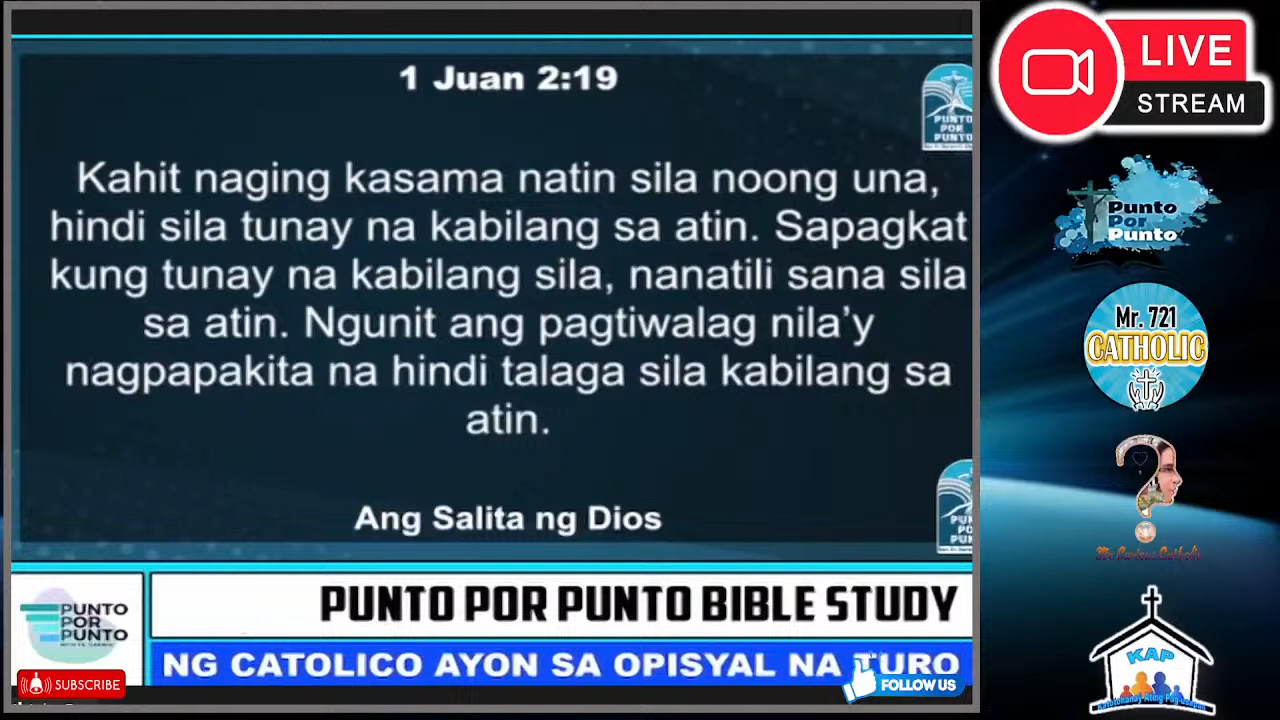 1 Juan 2:19
Kahit naging kasama natin sila noong una,
hindi sila tunay na kabilang sa atin. Sapagkat
kung tunay na kabilang sila, nanatili sana sila
sa atin. Ngunit ang pagtiwalag nila'y
nagpapakita na hindi talaga sila kabilang sa
atin.
Ang Salita ng Dios
PUNTO
POR
PUNTO
PUNTO POR PUNTO BIBLE STUDY
PUNTO
POR
PUNTO
NG CATOLICO AYON SA OPISYAL NA TURO
SUBSCRIBE
FOLLOW US
LIVE
STREAM
Punto
Por
Punto
Mr. 721
CATHOLIC
KAP